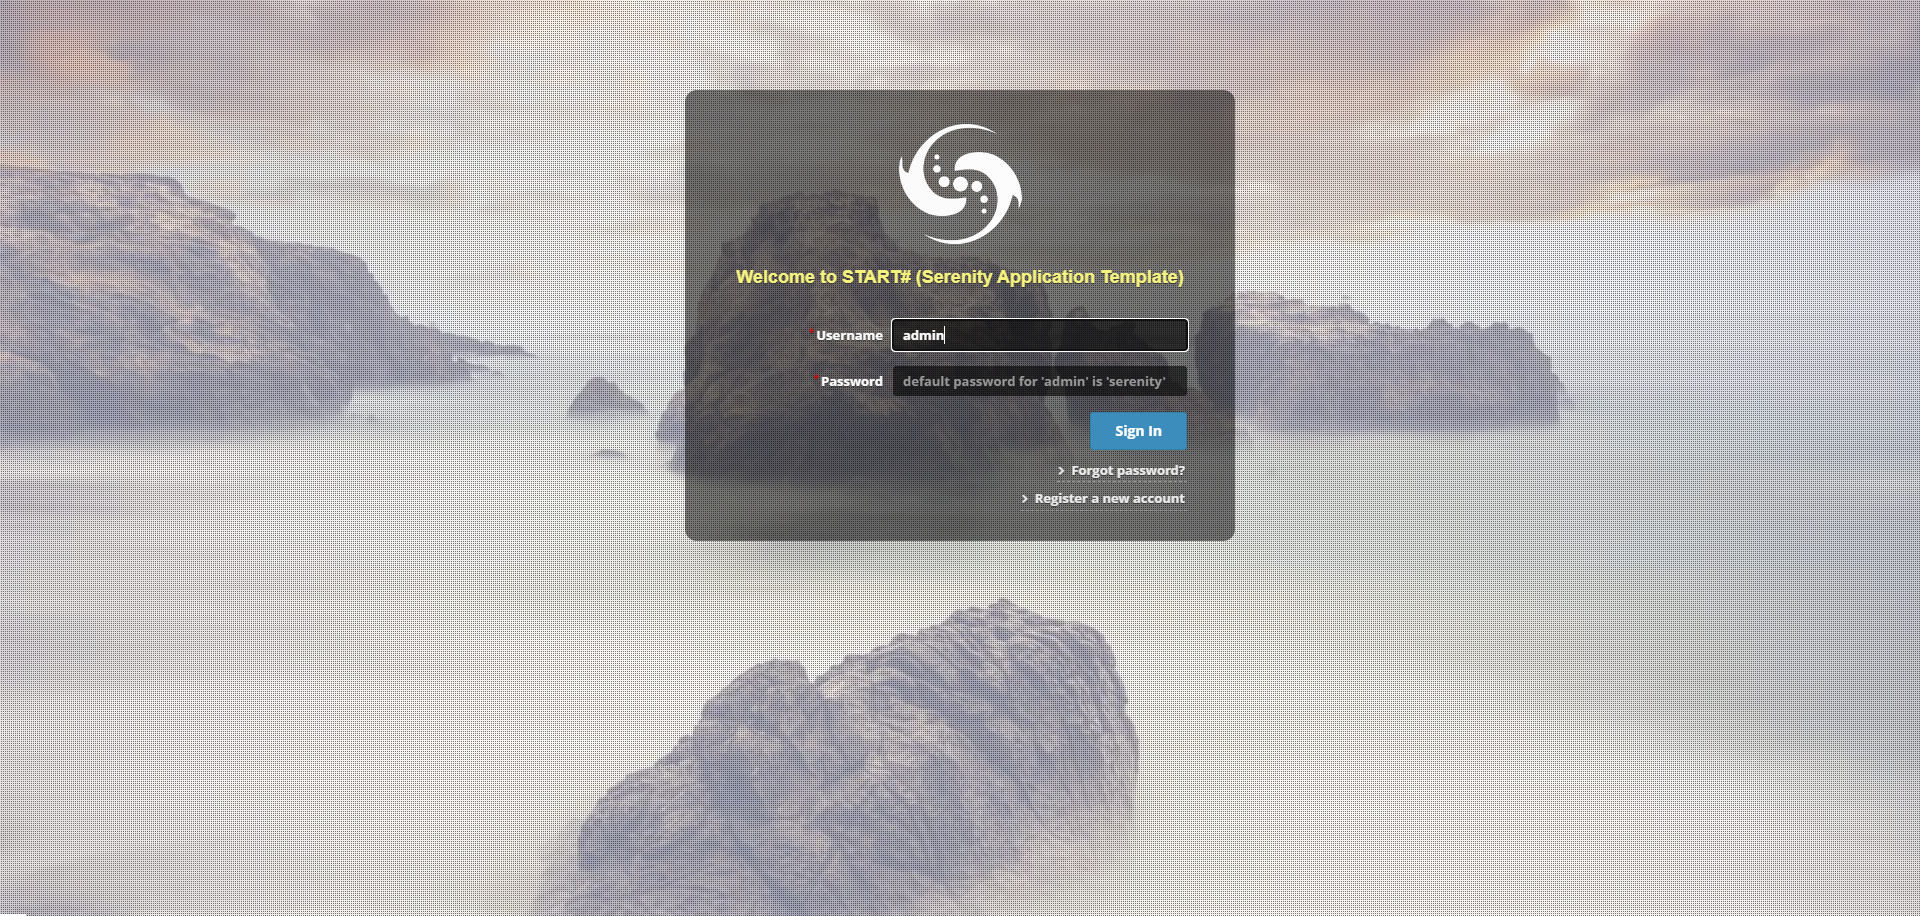 Welcome to START# (Serenity Application Template)
*Username admin
*Password default password for 'admin' is 'serenity'
Sign In
Forgot password?
Register a new account